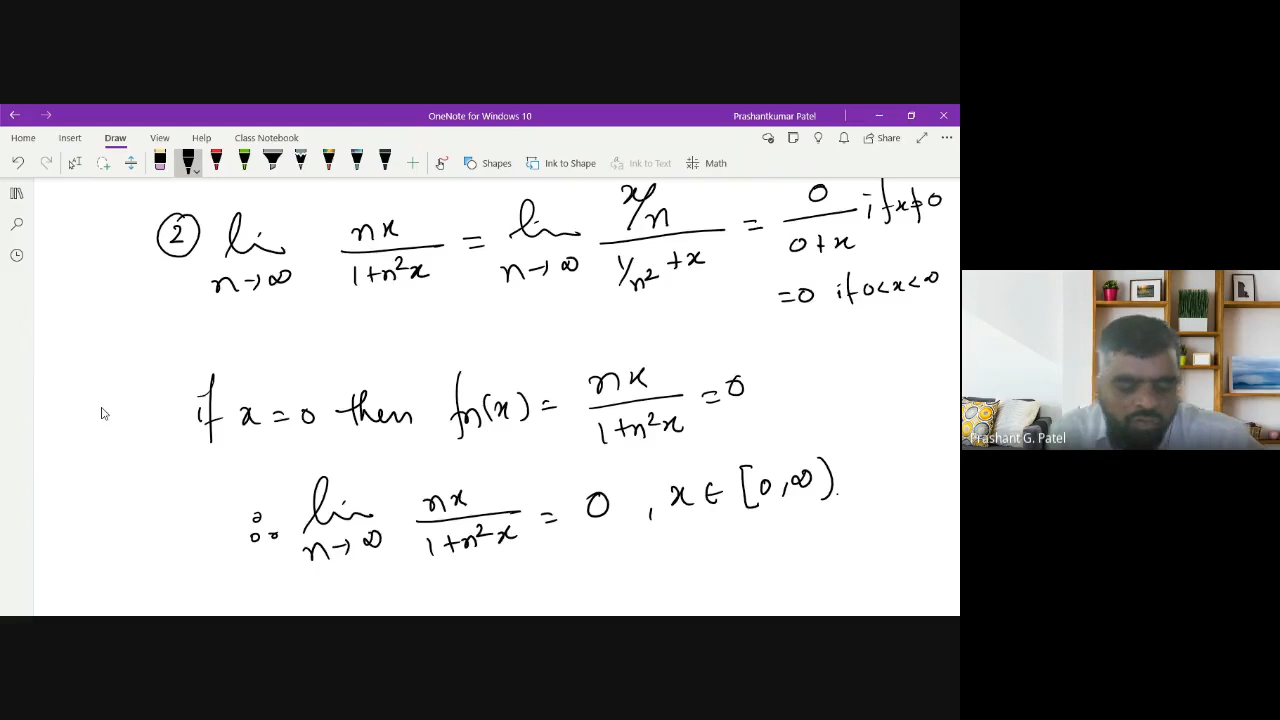 OneNote for Windows 10
Prashantkumar Patel
Home Insert Draw View Help Class Notebook
Share
Shapes Ink to Shape Ink to Text Math
② lim n→∞ nx/(1+n²x) = lim n→∞ (x/n)/(1/n² + x) = 0/(0+x) if x≠0
=0 if 0<x<∞
if x=0 then fn(x) = nx/(1+n²x) = 0
∴ lim n→∞ nx/(1+n²x) = 0 , x ∈ [0,∞).
Prashant G. Patel